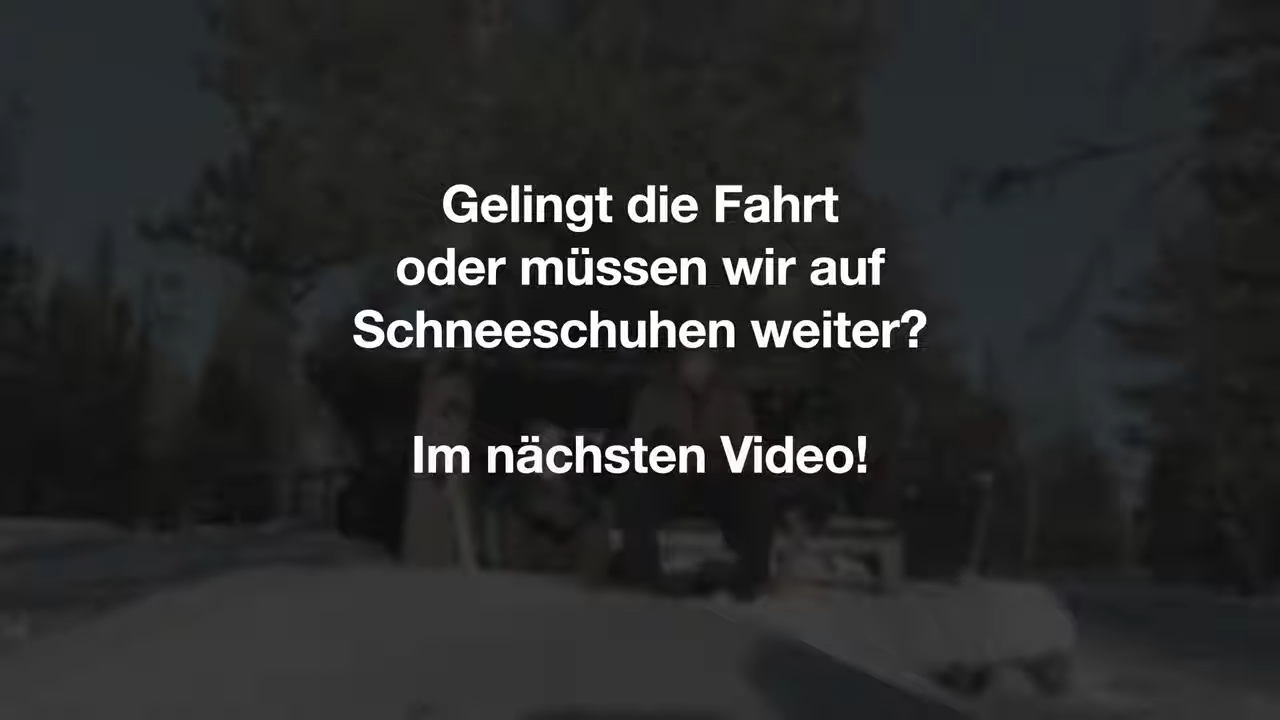 Gelingt die Fahrt
oder müssen wir auf
Schneeschuhen weiter?
Im nächsten Video!